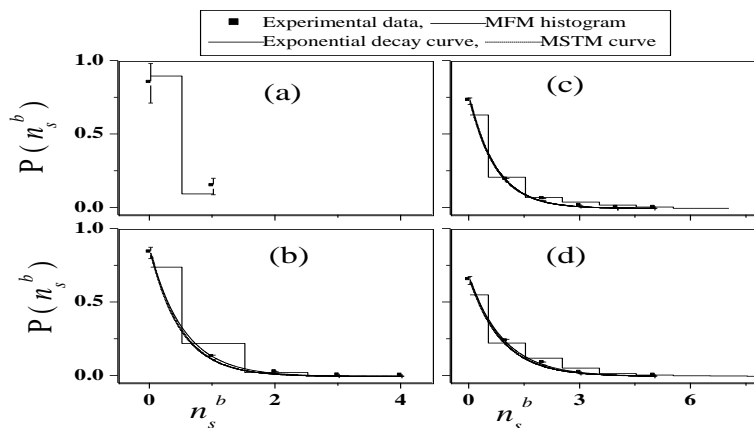 Experimental data, MFM histogram
Exponential decay curve, MSTM curve
1.0
0.5
0.0
P(n_s^b)
(a)
(c)
1.0
0.5
0.0
P(n_s^b)
(b)
(d)
0 2 4
0 3 6
n_s^b
n_s^b